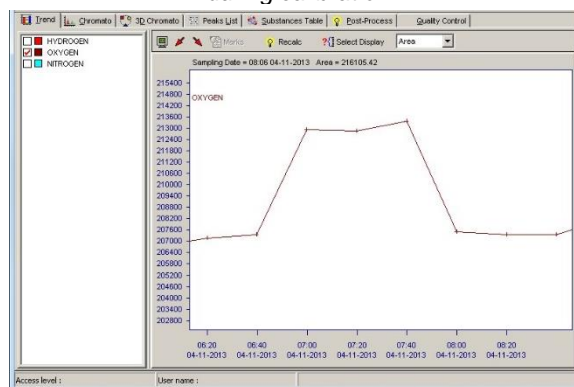 Trend Chromato 3D Chromato Peaks List Substances Table Post-Process Quality Control
HYDROGEN
OXYGEN
NITROGEN
Marks Recalc Select Display Area
Sampling Date = 08:06 04-11-2013 Area = 216105.42
OXYGEN
215400
214800
214200
213600
213000
212400
211800
211200
210600
210000
209400
208800
208200
207600
207000
206400
205800
205200
204600
204000
203400
202800
06:20 06:40 07:00 07:20 07:40 08:00 08:20
04-11-2013 04-11-2013 04-11-2013 04-11-2013 04-11-2013 04-11-2013 04-11-2013
Access level : User name :